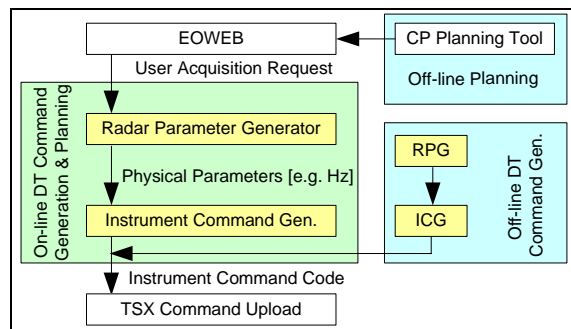 EOWEB
CP Planning Tool
User Acquisition Request
Off-line Planning
On-line DT Command
Generation & Planning
Radar Parameter Generator
RPG
Physical Parameters [e.g. Hz]
Instrument Command Gen.
ICG
Off-line DT
Command Gen.
Instrument Command Code
TSX Command Upload